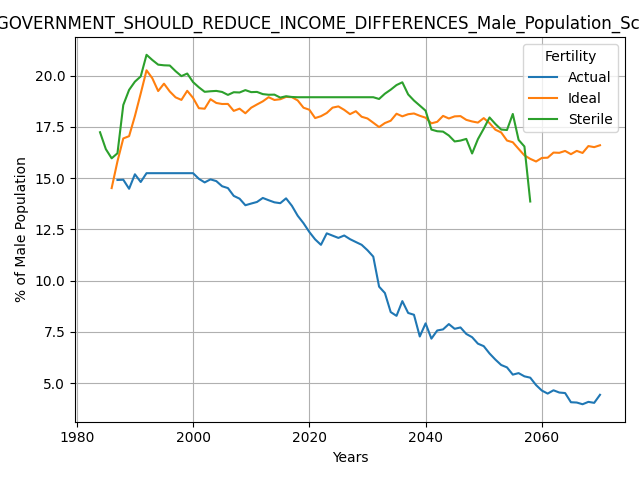 GOVERNMENT_SHOULD_REDUCE_INCOME_DIFFERENCES_Male_Population_Sc
Fertility
Actual
Ideal
Sterile
% of Male Population
20.0
17.5
15.0
12.5
10.0
7.5
5.0
1980
2000
2020
2040
2060
Years